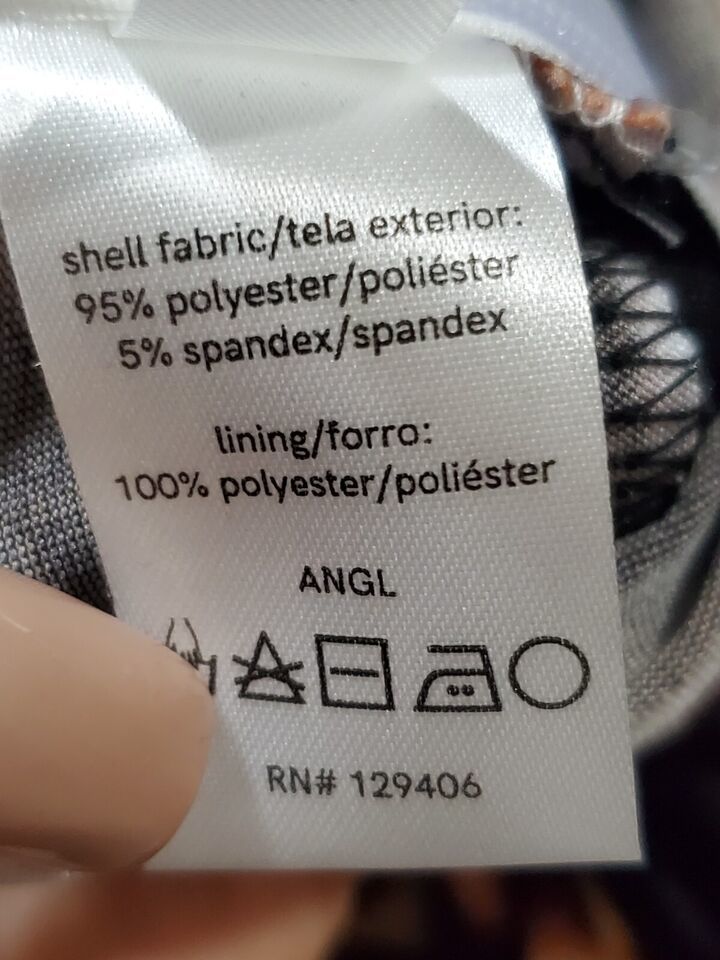 shell fabric/tela exterior:
95% polyester/poliéster
5% spandex/spandex
lining/forro:
100% polyester/poliéster
ANGL
RN# 129406